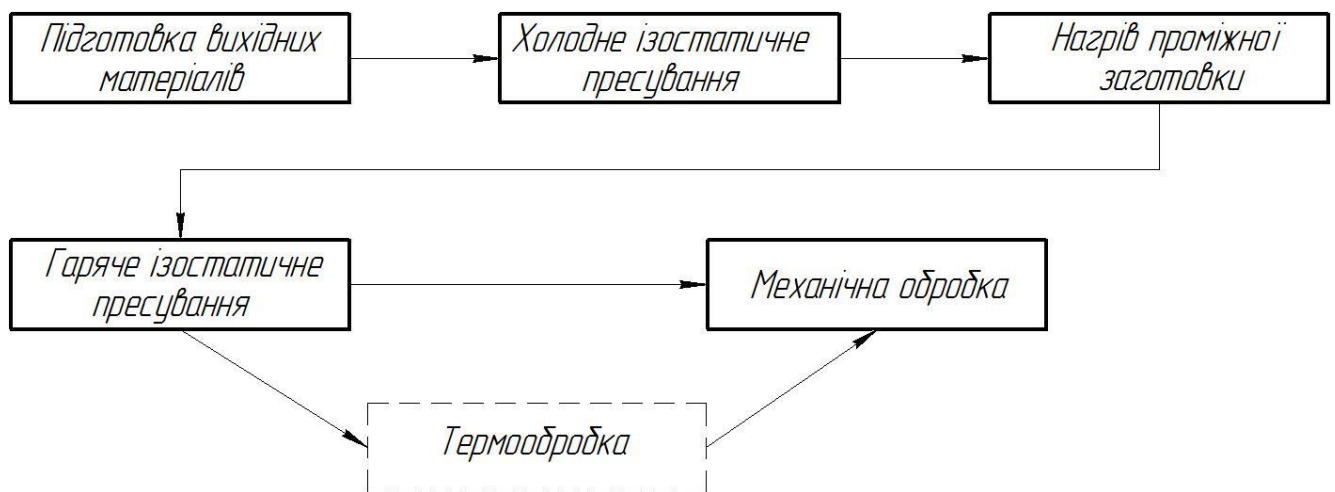 Підготовка вихідних
матеріалів
Холодне ізостатичне
пресування
Нагрів проміжної
заготовки
Гаряче ізостатичне
пресування
Механічна обробка
Термообробка